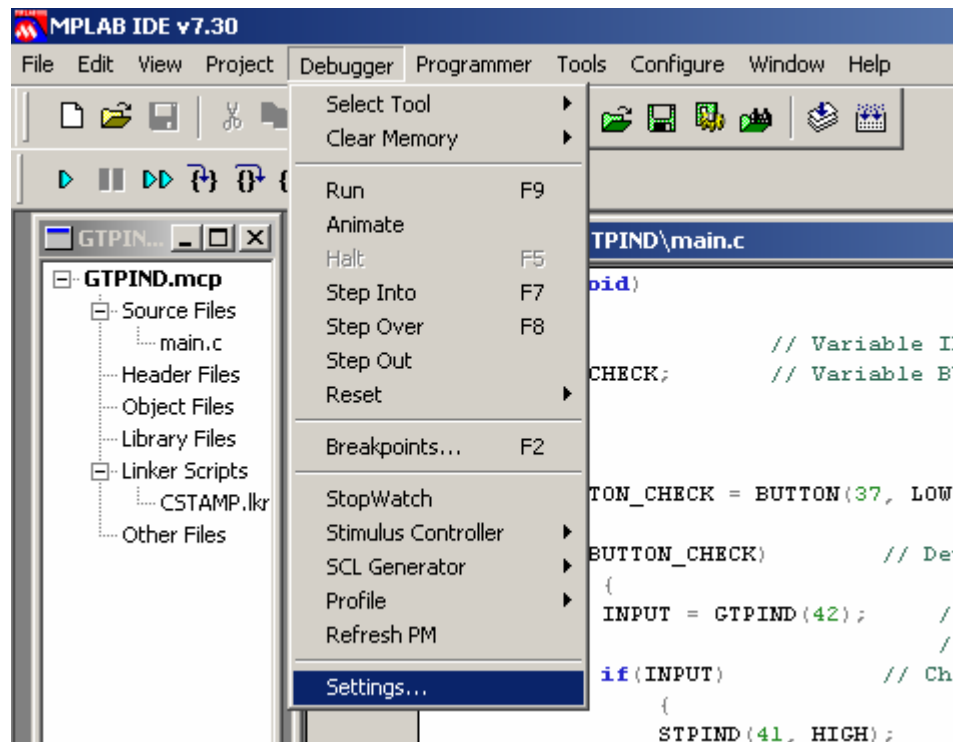 MPLAB IDE v7.30
File Edit View Project Debugger Programmer Tools Configure Window Help
Select Tool
Clear Memory
Run F9
Animate
Halt F5
Step Into F7
Step Over F8
Step Out
Reset
Breakpoints... F2
StopWatch
Stimulus Controller
SCL Generator
Profile
Refresh PM
Settings...
GTPIN...
GTPIND.mcp
Source Files
main.c
Header Files
Object Files
Library Files
Linker Scripts
CSTAMP.lkr
Other Files
TPIND\main.c
oid)
// Variable I
CHECK; // Variable B
TON_CHECK = BUTTON(37, LOW
BUTTON_CHECK) // De
{
INPUT = GTPIND(42); /
/
if(INPUT) // Ch
{
STPIND(41, HIGH);